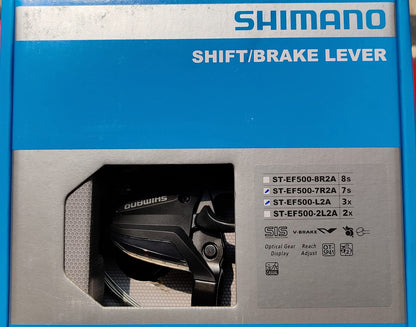 SHIMANO
SHIFT/BRAKE LEVER
ST-EF500-8R2A 8s
ST-EF500-7R2A 7s
ST-EF500-L2A 3x
ST-EF500-2L2A 2x
SHIMANO
SIS V-BRAKE
Optical Gear Display
Reach Adjust